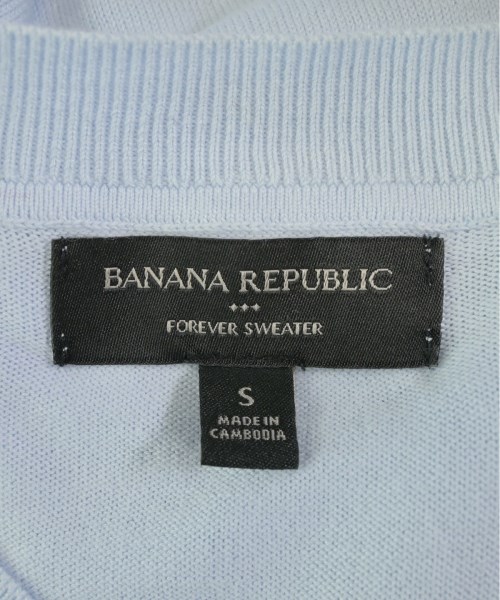 BANANA REPUBLIC
FOREVER SWEATER
S
MADE IN
CAMBODIA